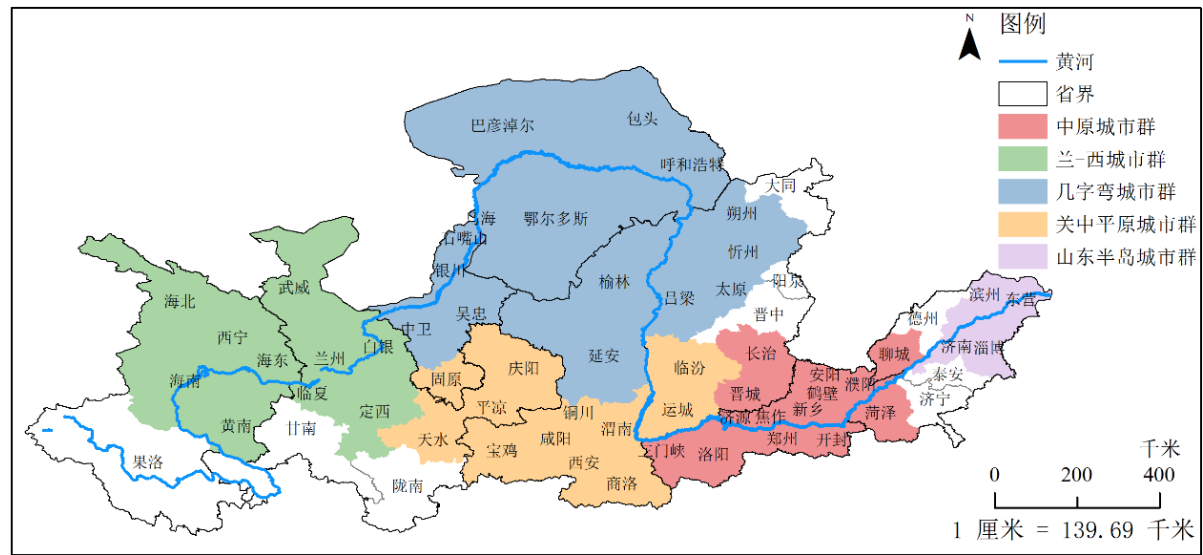 N
图例
黄河
省界
中原城市群
兰-西城市群
几字弯城市群
关中平原城市群
山东半岛城市群
巴彦淖尔
包头
呼和浩特
大同
乌海
鄂尔多斯
朔州
石嘴山
忻州
银川
榆林
武威
海北
太原
阳泉
吕梁
滨州
东营
吴忠
晋中
德州
中卫
西宁
白银
济南
淄博
兰州
海东
延安
临汾
长治
聊城
庆阳
固原
安阳
泰安
海南
临夏
平凉
晋城
鹤壁
濮阳
济宁
定西
铜川
运城
新乡
菏泽
黄南
甘南
天水
咸阳
渭南
济源
焦作
郑州
开封
宝鸡
三门峡
洛阳
果洛
西安
陇南
商洛
千米
0 200 400
1 厘米 = 139.69 千米